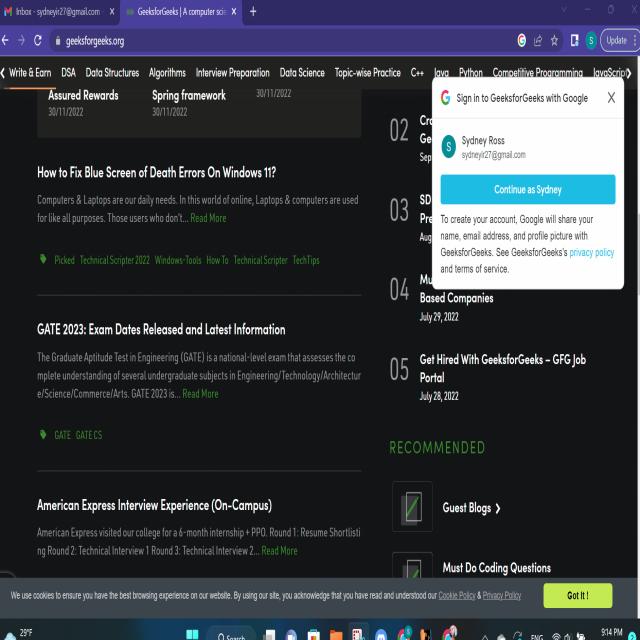 Inbox - sydneyir27@gmail.com -
GeeksforGeeks | A computer scie
geeksforgeeks.org
S
Update
Write & Earn DSA Data Structures Algorithms Interview Preparation Data Science Topic-wise Practice C++ Java Python Competitive Programming JavaScript
Assured Rewards
30/11/2022
Spring framework
30/11/2022
30/11/2022
How to Fix Blue Screen of Death Errors On Windows 11?
Computers & Laptops are our daily needs. In this world of online, Laptops & computers are used
for like all purposes. Those users who don't... Read More
Picked Technical Scripter 2022 Windows-Tools How To Technical Scripter TechTips
GATE 2023: Exam Dates Released and Latest Information
The Graduate Aptitude Test in Engineering (GATE) is a national-level exam that assesses the co
mplete understanding of several undergraduate subjects in Engineering/Technology/Architectur
e/Science/Commerce/Arts. GATE 2023 is... Read More
GATE GATE CS
American Express Interview Experience (On-Campus)
American Express visited our college for a 6-month internship + PPO. Round 1: Resume Shortlisti
ng Round 2: Technical Interview 1 Round 3: Technical Interview 2... Read More
02
Cra
Ge
Sep
03
SD
Pre
Aug
04
Mu
Based Companies
July 29, 2022
05
Get Hired With GeeksforGeeks – GFG Job
Portal
July 28, 2022
Sign in to GeeksforGeeks with Google
S
Sydney Ross
sydneyir27@gmail.com
Continue as Sydney
To create your account, Google will share your
name, email address, and profile picture with
GeeksforGeeks. See GeeksforGeeks's privacy policy
and terms of service.
RECOMMENDED
Guest Blogs
Must Do Coding Questions
We use cookies to ensure you have the best browsing experience on our website. By using our site, you acknowledge that you have read and understood our Cookie Policy & Privacy Policy
Got It !
29°F
Search
ENG
9:14 PM